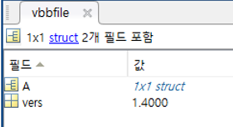 vbbfile
1x1 struct 2개 필드 포함
필드 값
A 1x1 struct
vers 1.4000